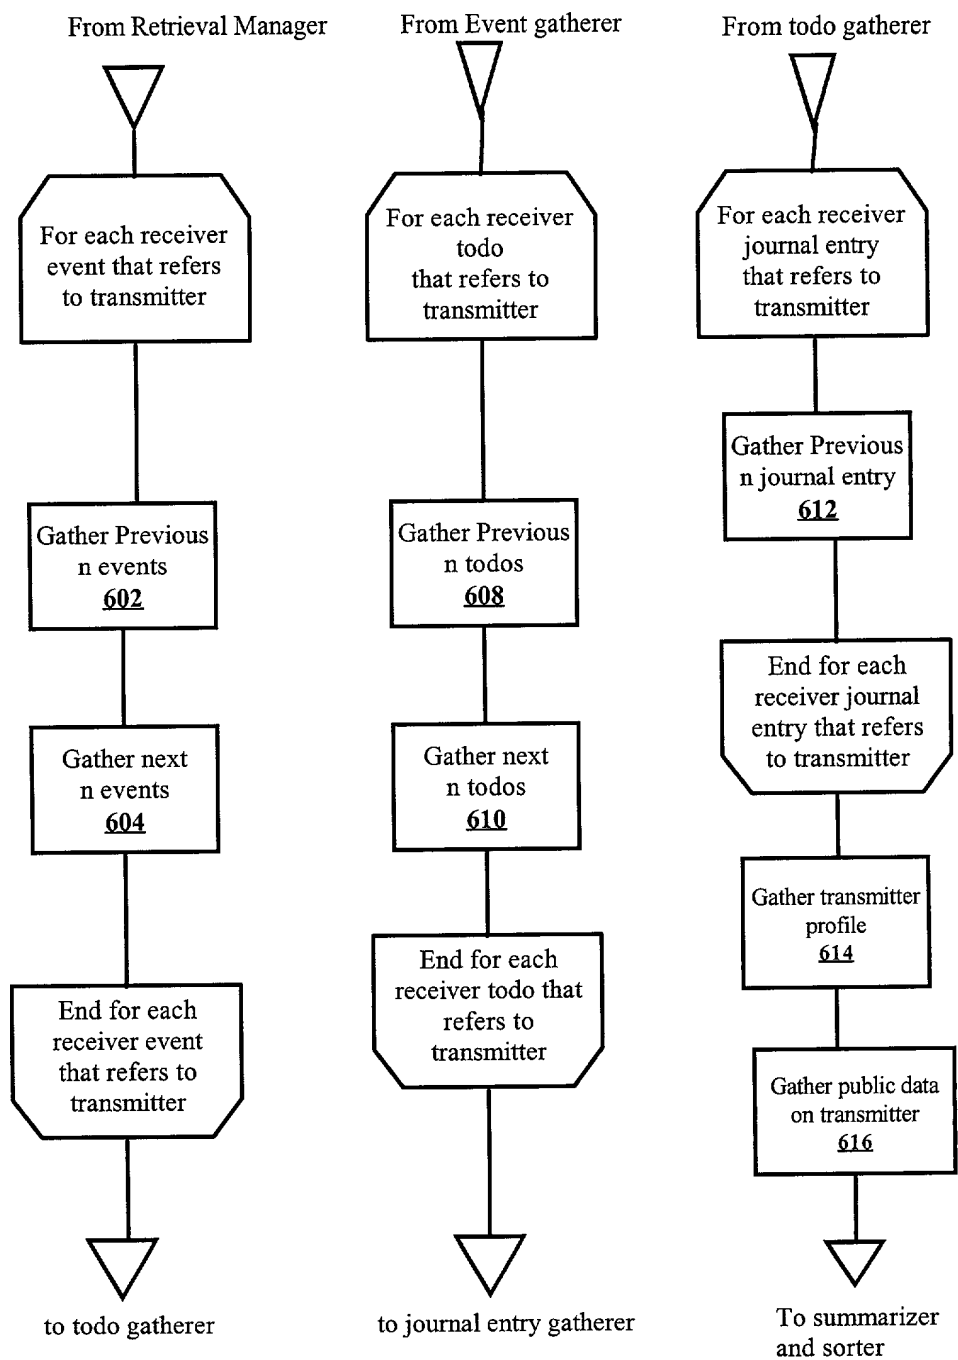 From Retrieval Manager
For each receiver
event that refers
to transmitter
Gather Previous
n events
602
Gather next
n events
604
End for each
receiver event
that refers to
transmitter
to todo gatherer
From Event gatherer
For each receiver
todo
that refers to
transmitter
Gather Previous
n todos
608
Gather next
n todos
610
End for each
receiver todo that
refers to
transmitter
to journal entry gatherer
From todo gatherer
For each receiver
journal entry
that refers to
transmitter
Gather Previous
n journal entry
612
End for each
receiver journal
entry that refers
to transmitter
Gather transmitter
profile
614
Gather public data
on transmitter
616
To summarizer
and sorter